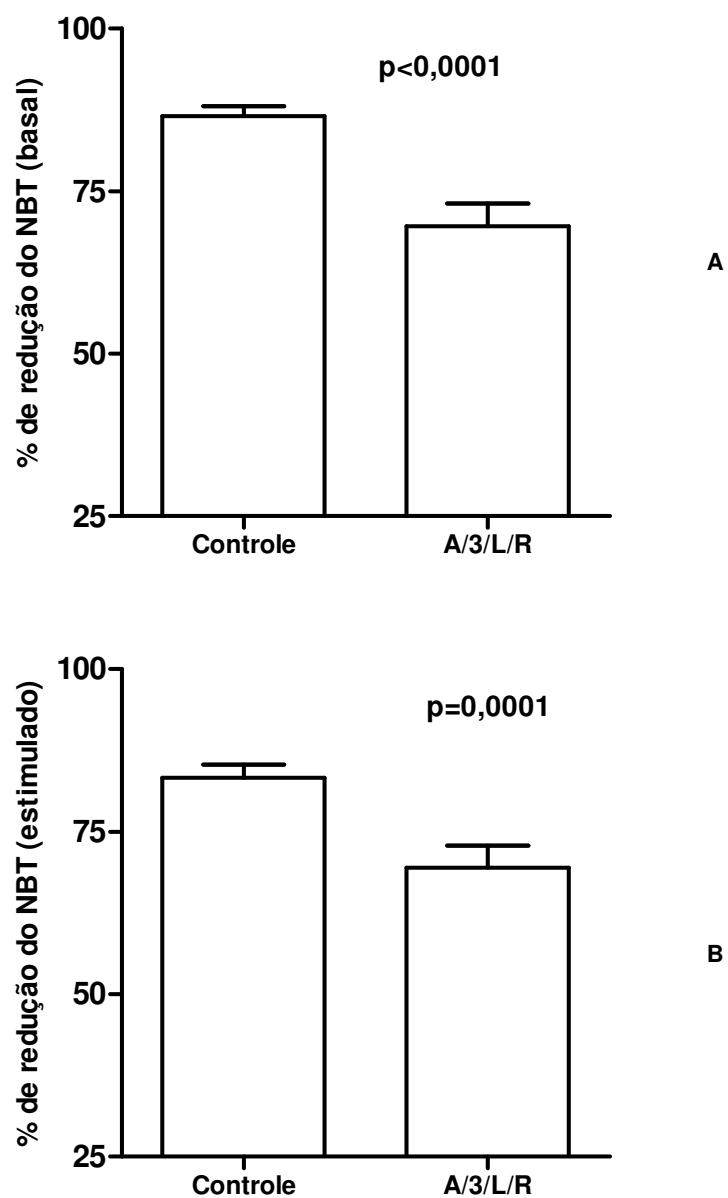 % de redução do NBT (basal)
100
75
50
25
p<0,0001
Controle
A/3/L/R
A
% de redução do NBT (estimulado)
100
75
50
25
p=0,0001
Controle
A/3/L/R
B